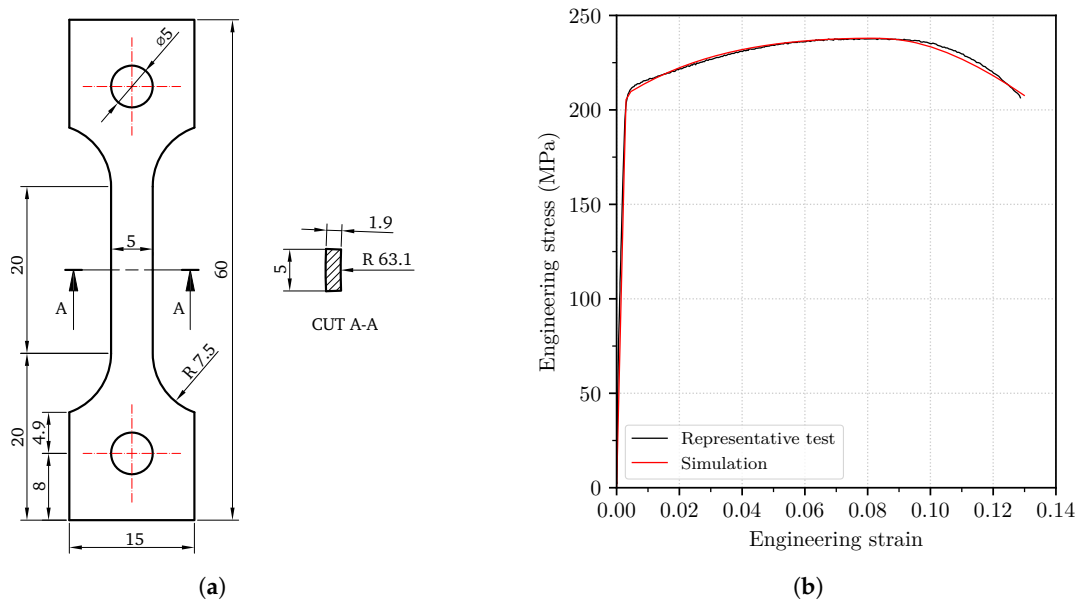 ⌀5
20
5
A
A
60
R 7.5
20
4.9
8
15
1.9
5
R 63.1
CUT A-A
(a)
Engineering stress (MPa)
250
200
150
100
50
0
0.00 0.02 0.04 0.06 0.08 0.10 0.12 0.14
Engineering strain
Representative test
Simulation
(b)